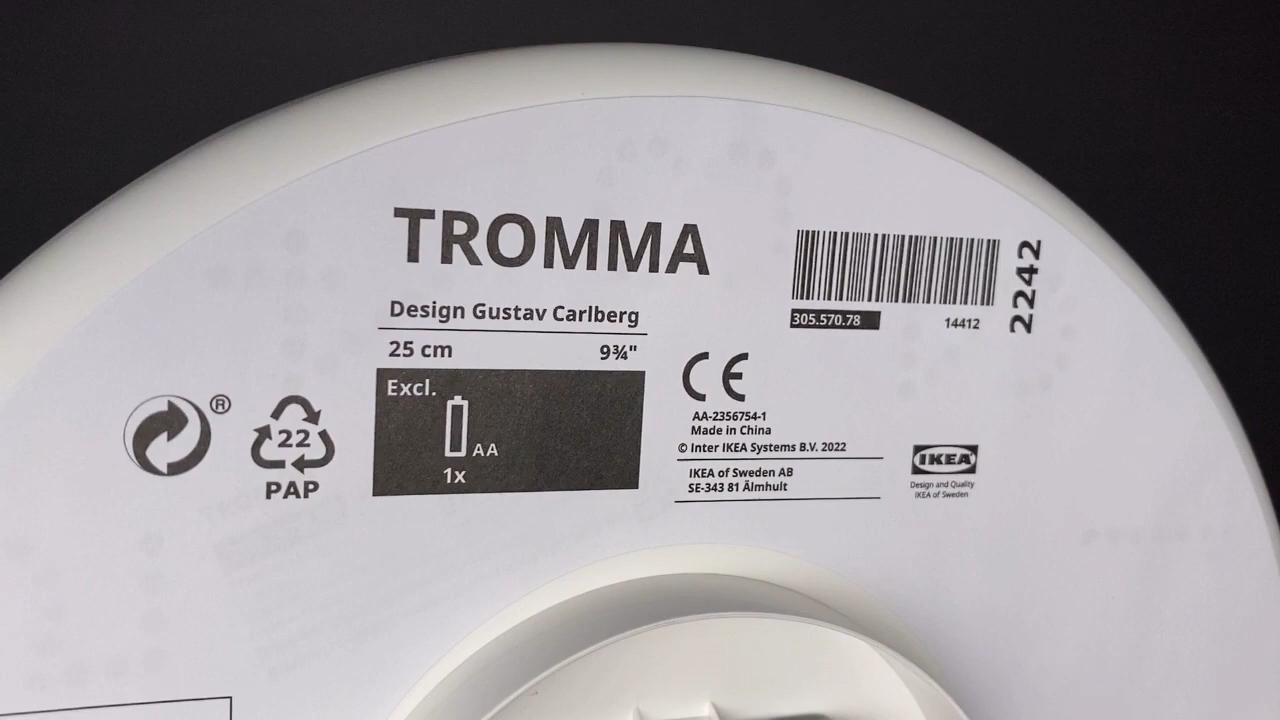 TROMMA
Design Gustav Carlberg
25 cm 9¾"
Excl.
AA
1x
®
22
PAP
305.570.78 14412
2242
CE
AA-2356754-1
Made in China
© Inter IKEA Systems B.V. 2022
IKEA of Sweden AB
SE-343 81 Älmhult
IKEA
Design and Quality
IKEA of Sweden